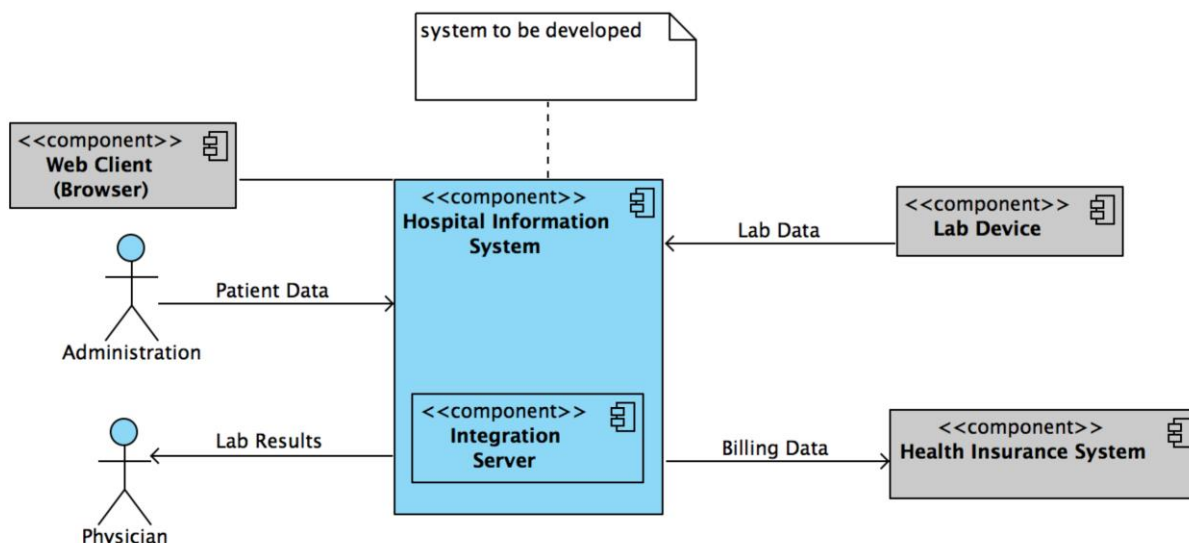 system to be developed
<<component>>
Web Client
(Browser)
<<component>>
Hospital Information
System
<<component>>
Lab Device
Lab Data
Patient Data
Administration
<<component>>
Integration
Server
Lab Results
Billing Data
<<component>>
Health Insurance System
Physician